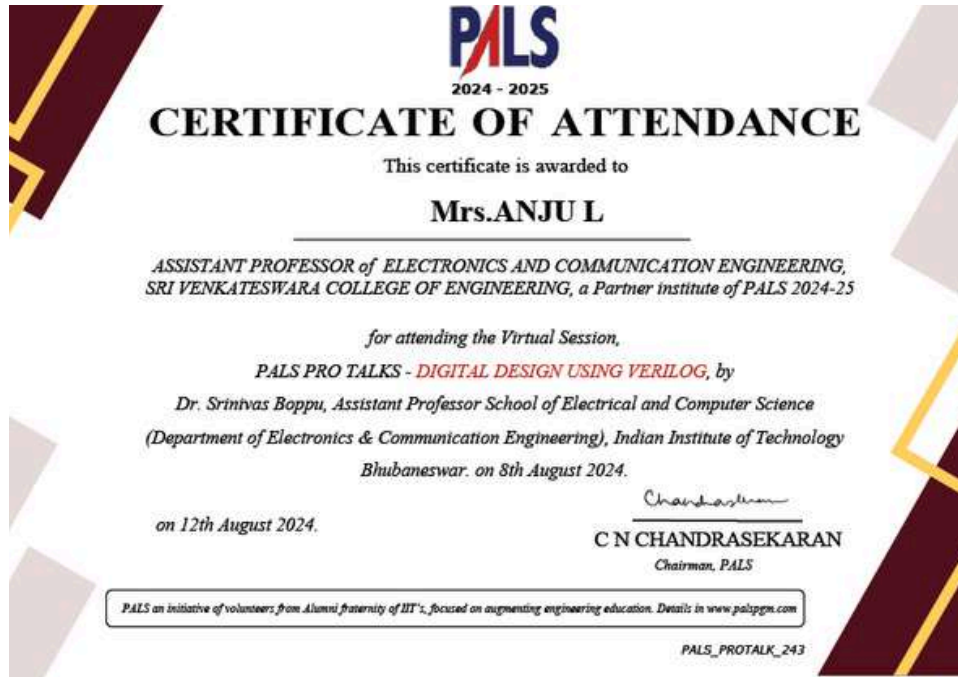 PALS
2024 - 2025
CERTIFICATE OF ATTENDANCE
This certificate is awarded to
Mrs.ANJU L
ASSISTANT PROFESSOR of ELECTRONICS AND COMMUNICATION ENGINEERING,
SRI VENKATESWARA COLLEGE OF ENGINEERING, a Partner institute of PALS 2024-25
for attending the Virtual Session,
PALS PRO TALKS - DIGITAL DESIGN USING VERILOG, by
Dr. Srinivas Boppu, Assistant Professor School of Electrical and Computer Science
(Department of Electronics & Communication Engineering), Indian Institute of Technology
Bhubaneswar. on 8th August 2024.
Chandrasekaran
on 12th August 2024.
C N CHANDRASEKARAN
Chairman, PALS
PALS an initiative of volunteers from Alumni fraternity of IIT's, focused on augmenting engineering education. Details in www.palspgm.com
PALS_PROTALK_243